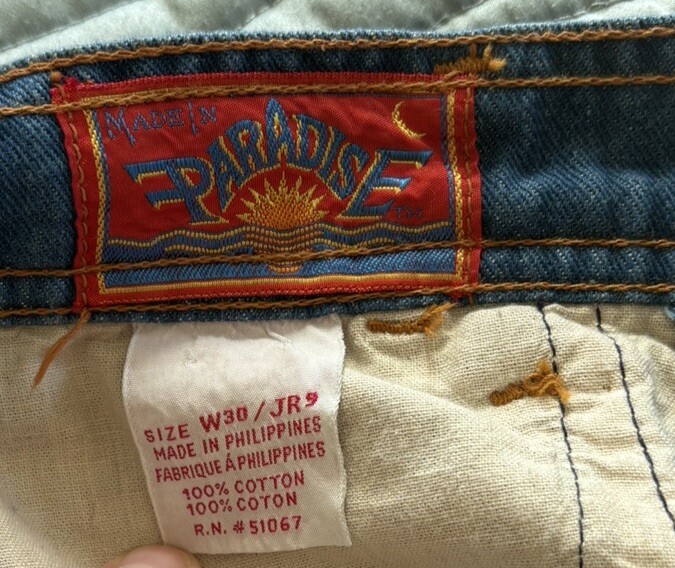 MADE IN
PARADISE
TM
SIZE W30 / JR9
MADE IN PHILIPPINES
FABRIQUE Á PHILIPPINES
100% COTTON
100% COTON
R.N. #51067